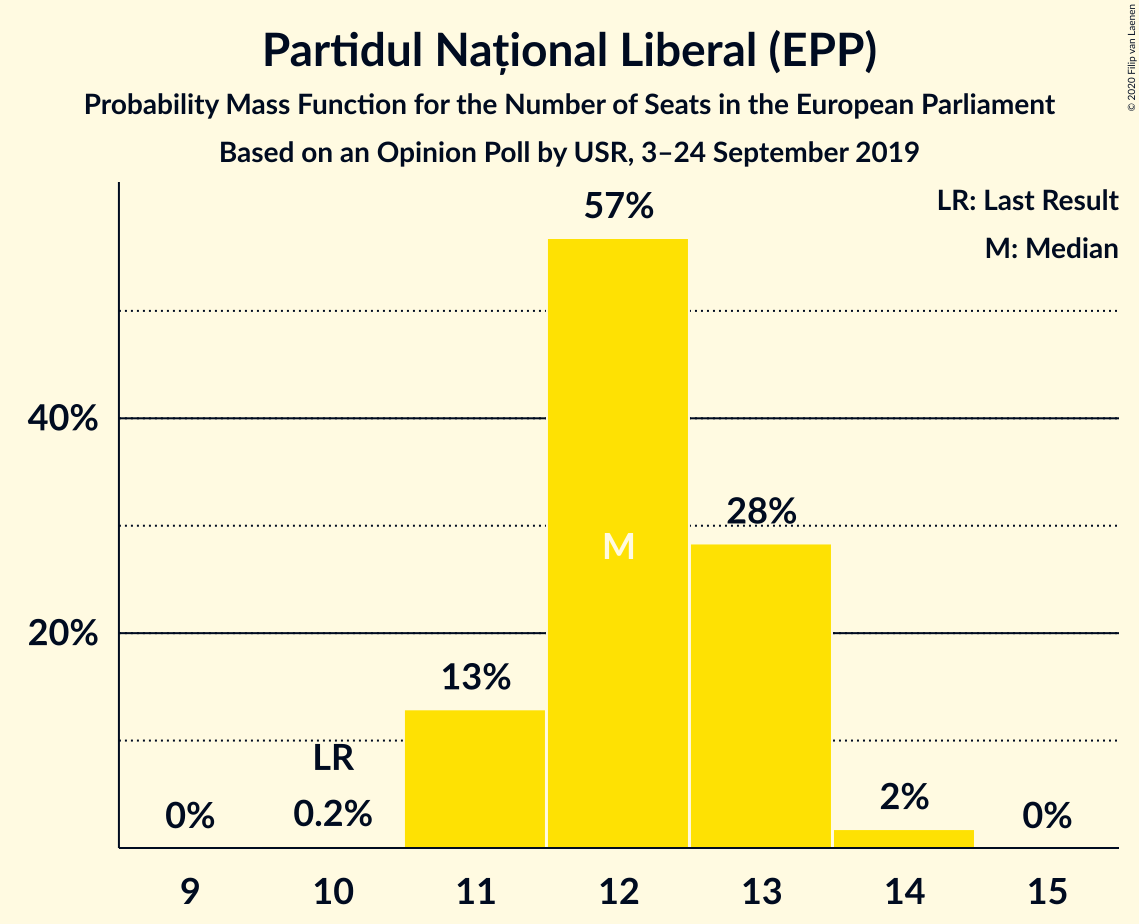 Partidul Național Liberal (EPP)
Probability Mass Function for the Number of Seats in the European Parliament
Based on an Opinion Poll by USR, 3–24 September 2019
© 2020 Filip van Laenen
LR: Last Result
M: Median
57%
40%
28%
M
20%
13%
LR
0%
0.2%
2%
0%
9
10
11
12
13
14
15